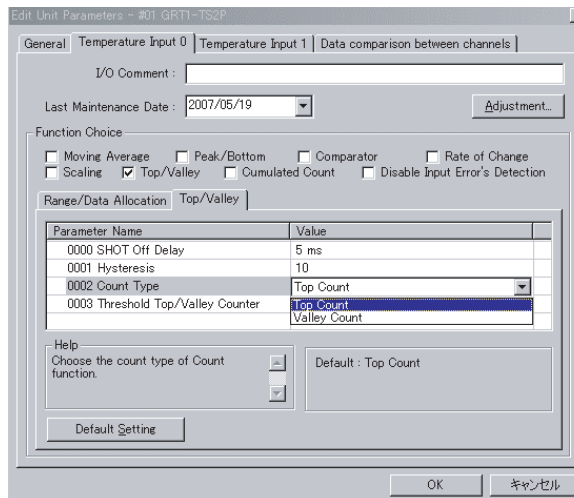 Edit Unit Parameters - #01 GRT1-TS2P
General Temperature Input 0 Temperature Input 1 Data comparison between channels
I/O Comment :
Last Maintenance Date : 2007/05/19 Adjustment...
Function Choice
Moving Average Peak/Bottom Comparator Rate of Change
Scaling Top/Valley Cumulated Count Disable Input Error's Detection
Range/Data Allocation Top/Valley
Parameter Name Value
0000 SHOT Off Delay 5 ms
0001 Hysteresis 10
0002 Count Type Top Count
0003 Threshold Top/Valley Counter Top Count
Valley Count
Help
Choose the count type of Count
function.
Default : Top Count
Default Setting
OK キャンセル